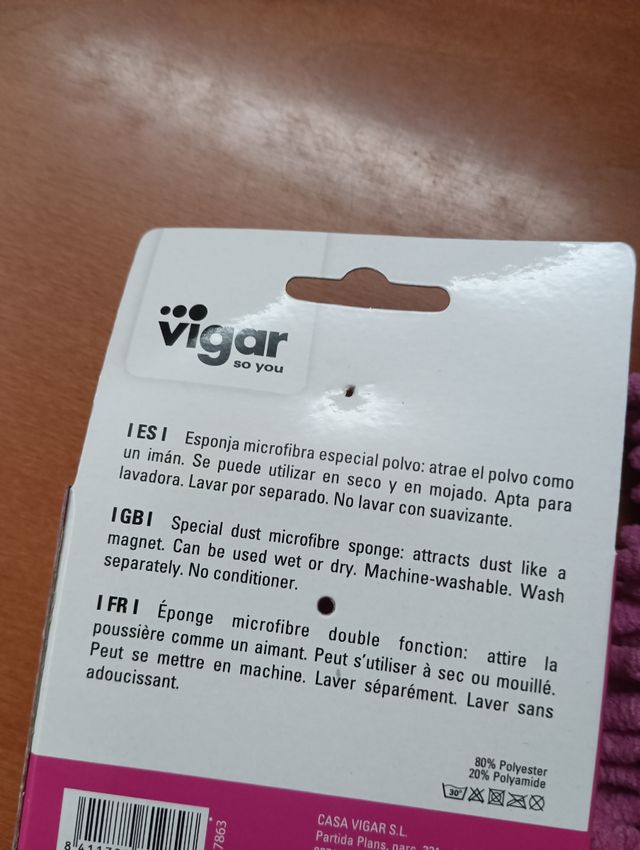 vigar
so you
| ES | Esponja microfibra especial polvo: atrae el polvo como
un imán. Se puede utilizar en seco y en mojado. Apta para
lavadora. Lavar por separado. No lavar con suavizante.
| GB | Special dust microfibre sponge: attracts dust like a
magnet. Can be used wet or dry. Machine-washable. Wash
separately. No conditioner.
| FR | Éponge microfibre double fonction: attire la
poussière comme un aimant. Peut s'utiliser à sec ou mouillé.
Peut se mettre en machine. Laver séparément. Laver sans
adoucissant.
80% Polyester
20% Polyamide
30°
7863
CASA VIGAR S.L.
Partida Plans,